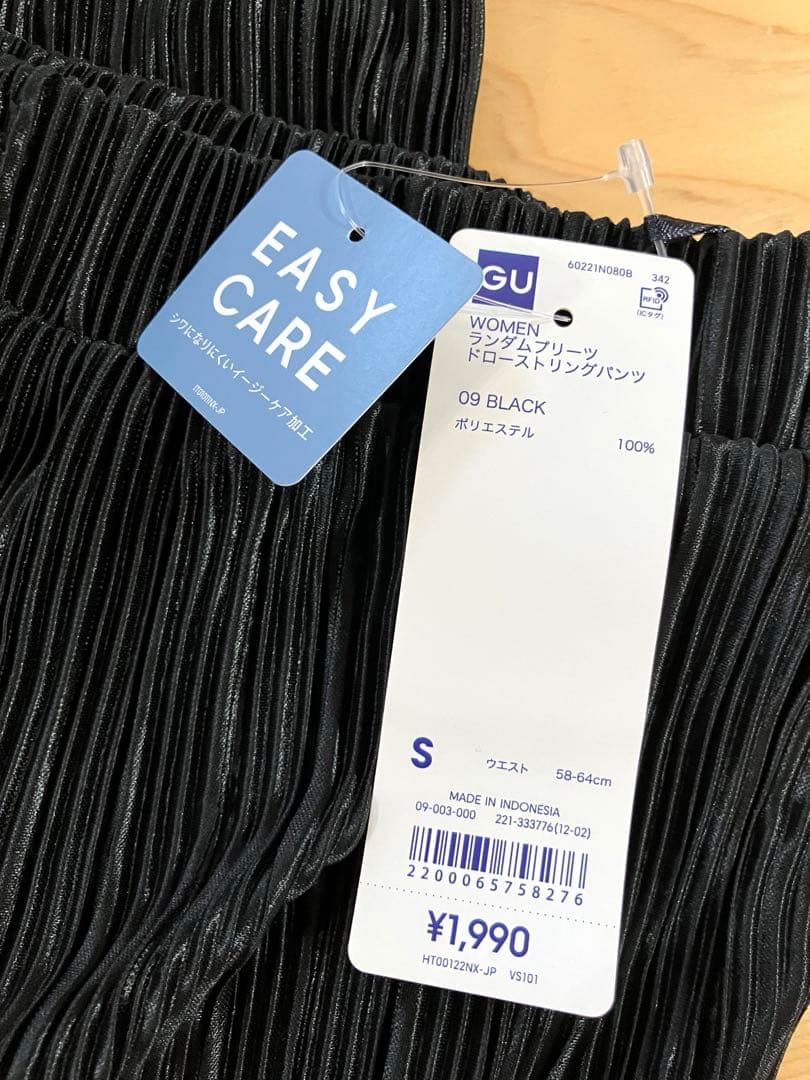 EASY
CARE
シワになりにくいイージーケア加工
IT01011NX-JP
GU
60221N080B 342
RFID
(ICタグ)
WOMEN
ランダムプリーツ
ドローストリングパンツ
09 BLACK
ポリエステル 100%
S ウエスト 58-64cm
MADE IN INDONESIA
09-003-000 221-333776(12-02)
2200065758276
¥1,990
HT00122NX-JP VS101